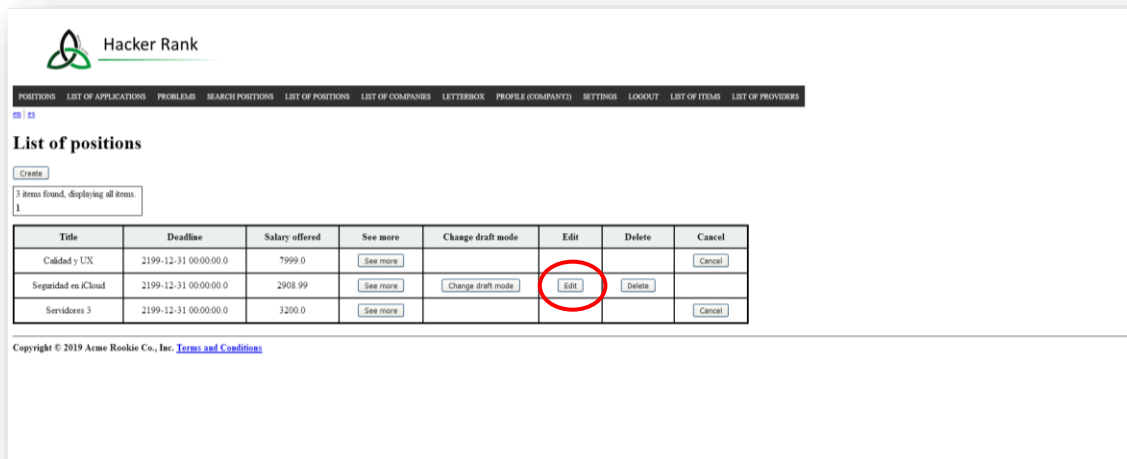 Hacker Rank
POSITIONS LIST OF APPLICATIONS PROBLEMS SEARCH POSITIONS LIST OF POSITIONS LIST OF COMPANIES LETTERBOX PROFILE (COMPANY2) SETTINGS LOGOUT LIST OF ITEMS LIST OF PROVIDERS
en | es
List of positions
Create
3 items found, displaying all items.
1
Title Deadline Salary offered See more Change draft mode Edit Delete Cancel
Calidad y UX 2199-12-31 00:00:00.0 7999.0 See more Cancel
Seguridad en iCloud 2199-12-31 00:00:00.0 2908.99 See more Change draft mode Edit Delete
Servidores 3 2199-12-31 00:00:00.0 3200.0 See more Cancel
Copyright © 2019 Acme Rookie Co., Inc. Terms and Conditions